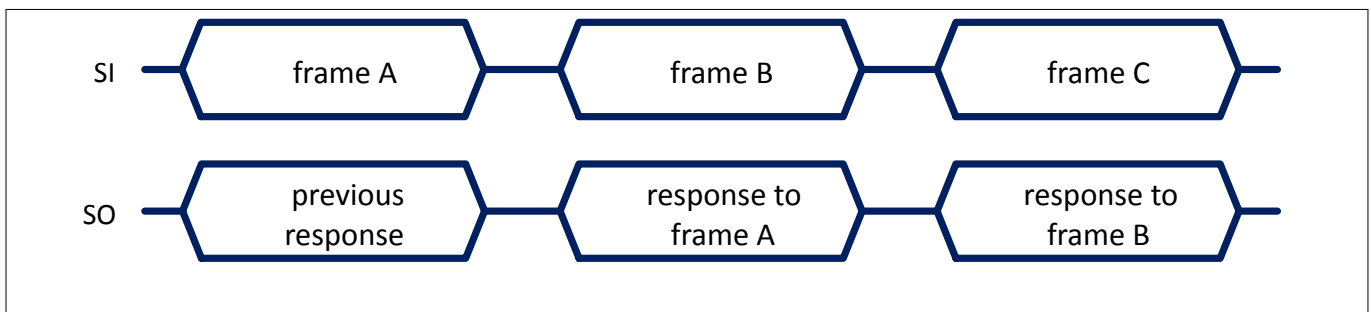 SI
frame A
frame B
frame C
SO
previous
response
response to
frame A
response to
frame B